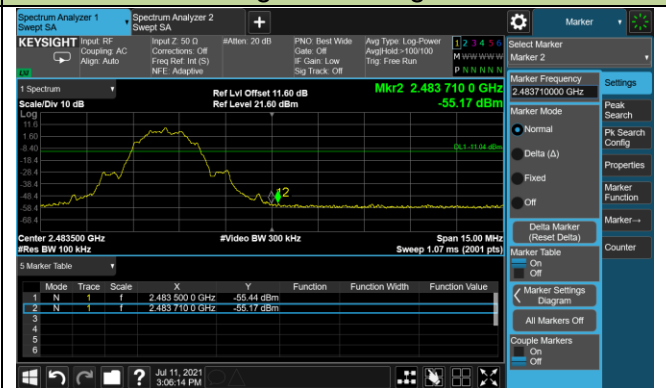 Spectrum Analyzer 1
Swept SA
Spectrum Analyzer 2
Swept SA
+
Marker
KEYSIGHT
Input: RF
Coupling: AC
Align: Auto
Input Z: 50 Ω
Corrections: Off
Freq Ref: Int (S)
NFE: Adaptive
#Atten: 20 dB
PNO: Best Wide
Gate: Off
IF Gain: Low
Sig Track: Off
Avg Type: Log-Power
Avg|Hold:>100/100
Trig: Free Run
1 2 3 4 5 6
M W W W W W
P N N N N N
Select Marker
Marker 2
1 Spectrum
Scale/Div 10 dB
Ref Lvl Offset 11.60 dB
Ref Level 21.60 dBm
Mkr2 2.483 710 0 GHz
-55.17 dBm
Log
11.6
1.60
-8.40
-18.4
-28.4
-38.4
-48.4
-58.4
-68.4
DL1 -11.04 dBm
2
Center 2.483500 GHz
#Res BW 100 kHz
#Video BW 300 kHz
Span 15.00 MHz
Sweep 1.07 ms (2001 pts)
5 Marker Table
Mode Trace Scale X Y Function Function Width Function Value
1 N 1 f 2.483 500 0 GHz -55.44 dBm
2 N 1 f 2.483 710 0 GHz -55.17 dBm
3
4
5
6
Marker Frequency
2.483710000 GHz
Marker Mode
Normal
Delta (Δ)
Fixed
Off
Delta Marker
(Reset Delta)
Marker Table
On
Off
Marker Settings
Diagram
All Markers Off
Couple Markers
On
Off
Settings
Peak
Search
Pk Search
Config
Properties
Marker
Function
Marker→
Counter
?
Jul 11, 2021
3:06:14 PM